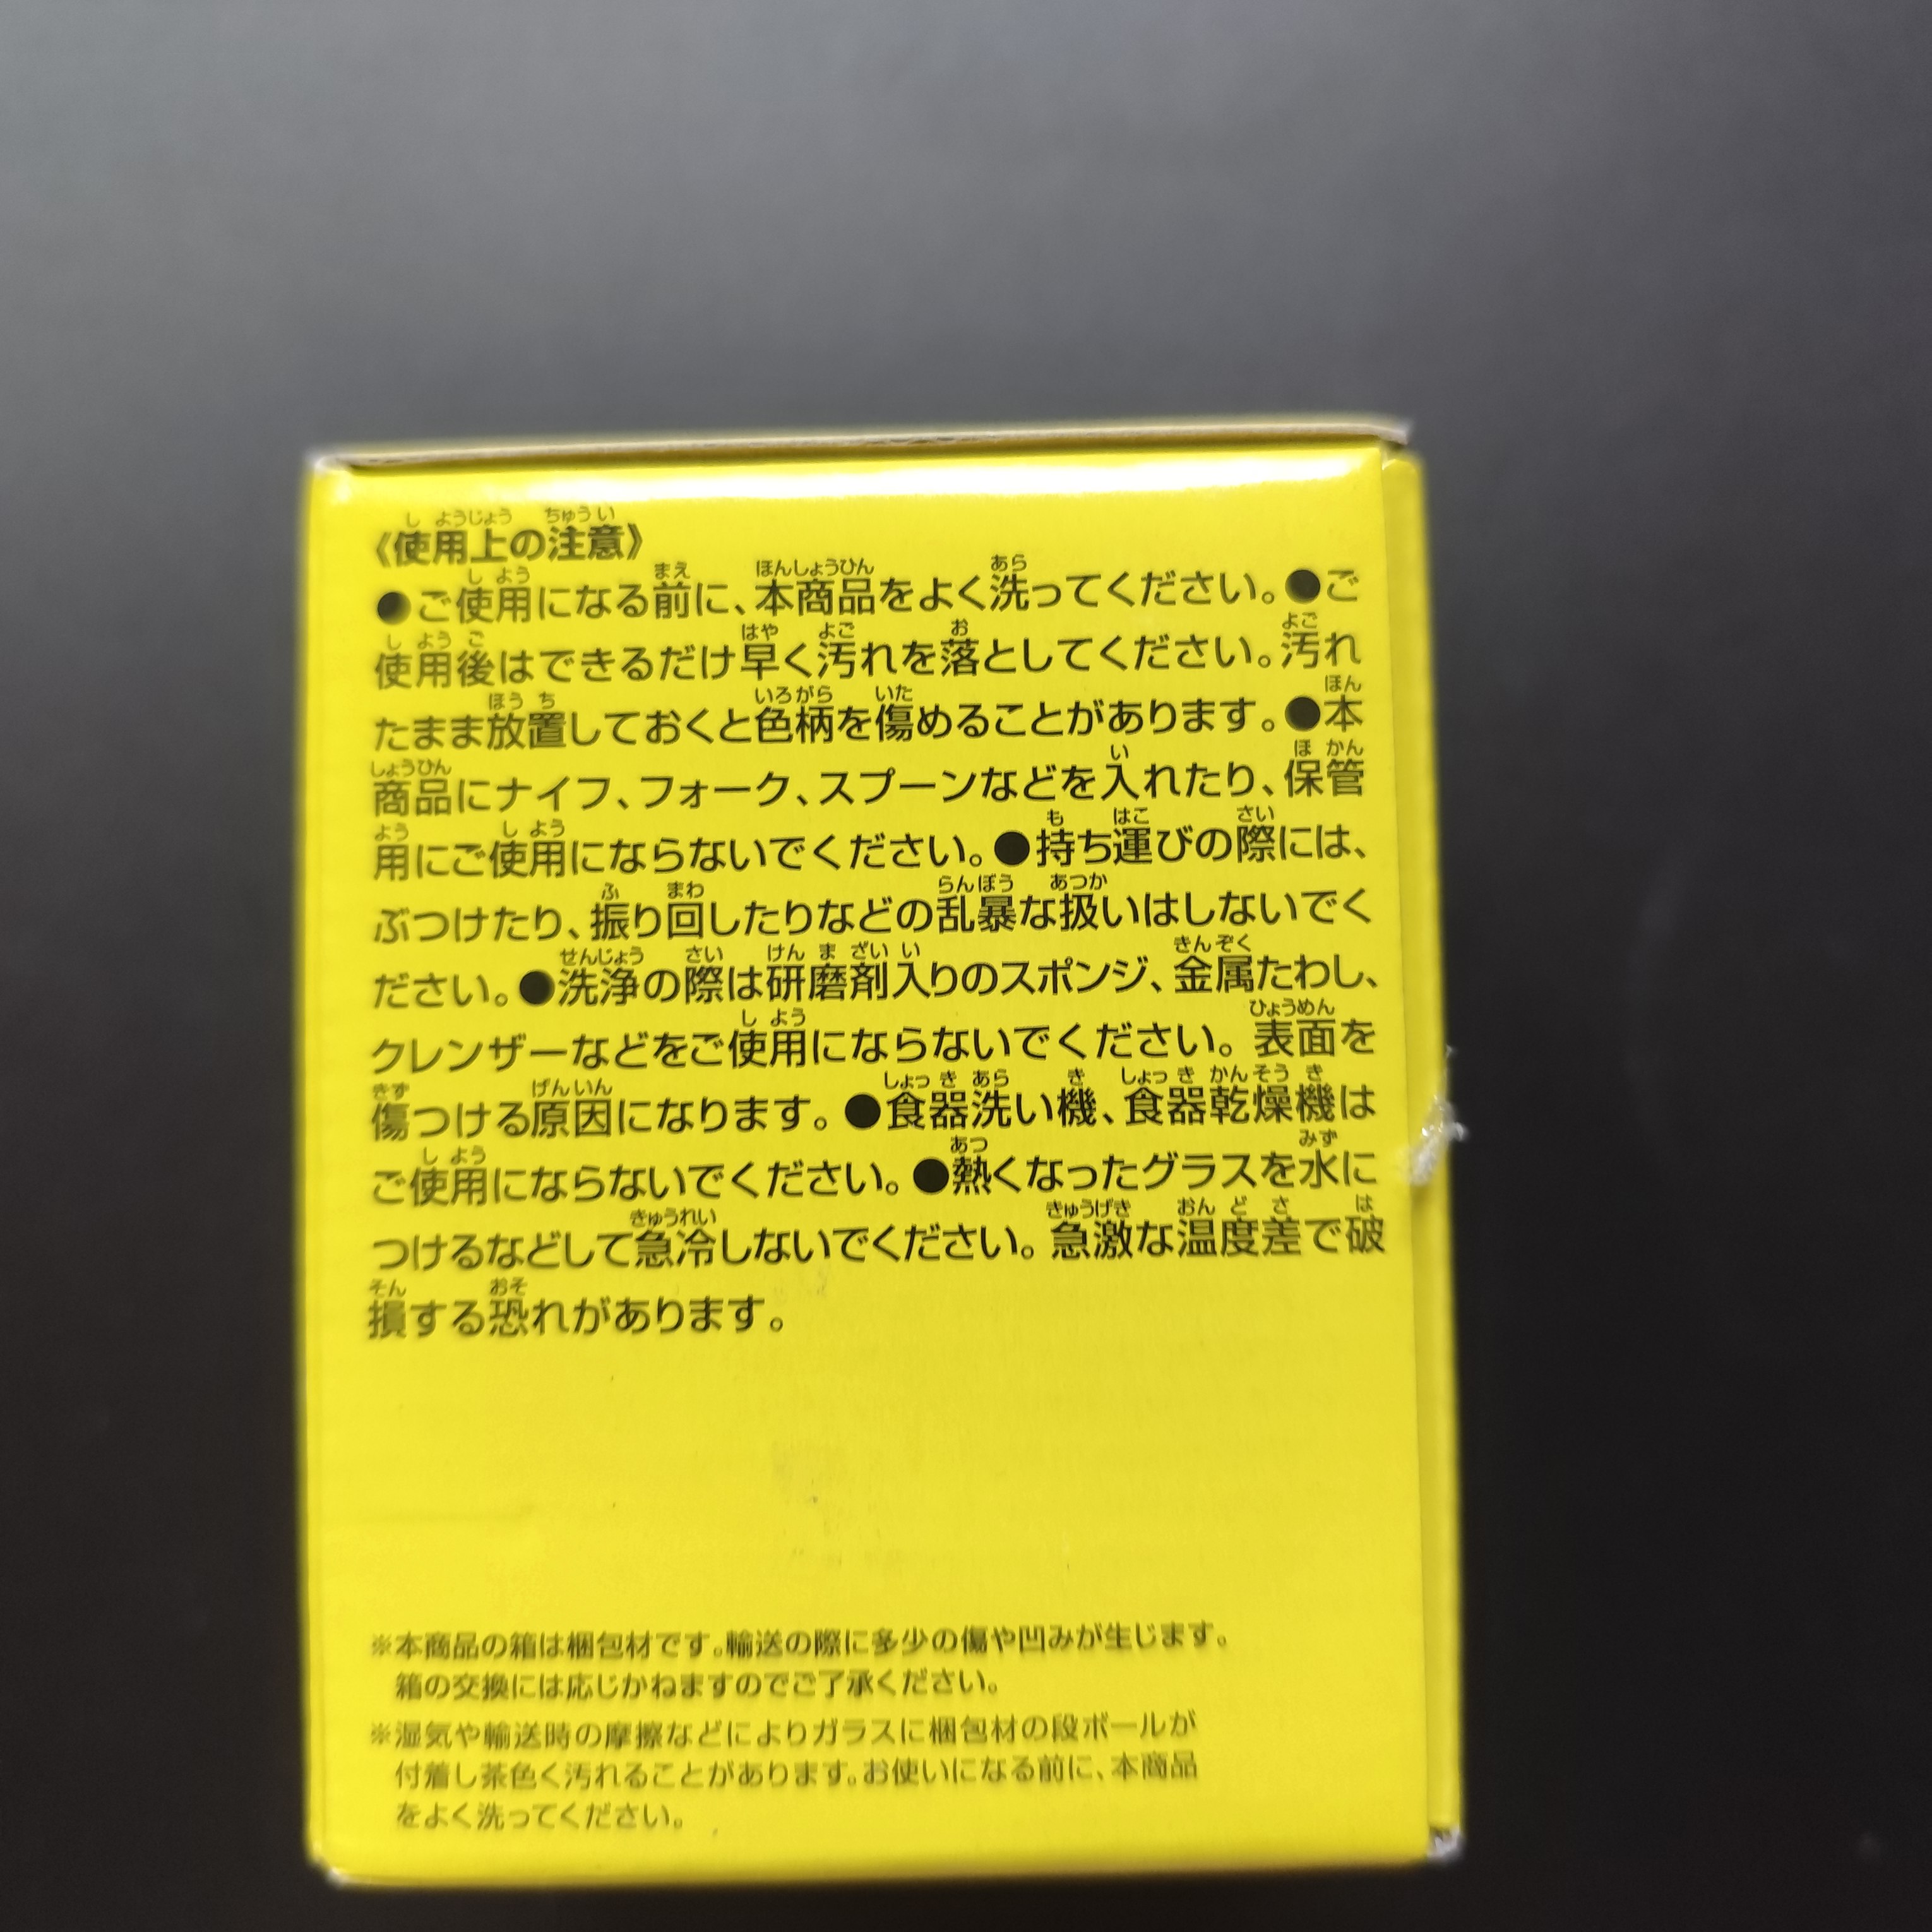 《使用上の注意》
●ご使用になる前に、本商品をよく洗ってください。●ご
使用後はできるだけ早く汚れを落としてください。汚れ
たまま放置しておくと色柄を傷めることがあります。●本
商品にナイフ、フォーク、スプーンなどを入れたり、保管
用にご使用にならないでください。●持ち運びの際には、
ぶつけたり、振り回したりなどの乱暴な扱いはしないでく
ださい。●洗浄の際は研磨剤入りのスポンジ、金属たわし、
クレンザーなどをご使用にならないでください。表面を
傷つける原因になります。●食器洗い機、食器乾燥機は
ご使用にならないでください。●熱くなったグラスを水に
つけるなどして急冷しないでください。急激な温度差で破
損する恐れがあります。
※本商品の箱は梱包材です。輸送の際に多少の傷や凹みが生じます。
箱の交換には応じかねますのでご了承ください。
※湿気や輸送時の摩擦などによりガラスに梱包材の段ボールが
付着し茶色く汚れることがあります。お使いになる前に、本商品
をよく洗ってください。